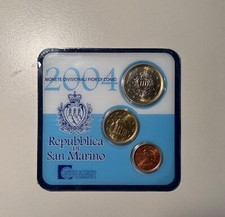 2004
MONETE DIVISIONALI FIOR DI CONIO
Repubblica
DI
San Marino